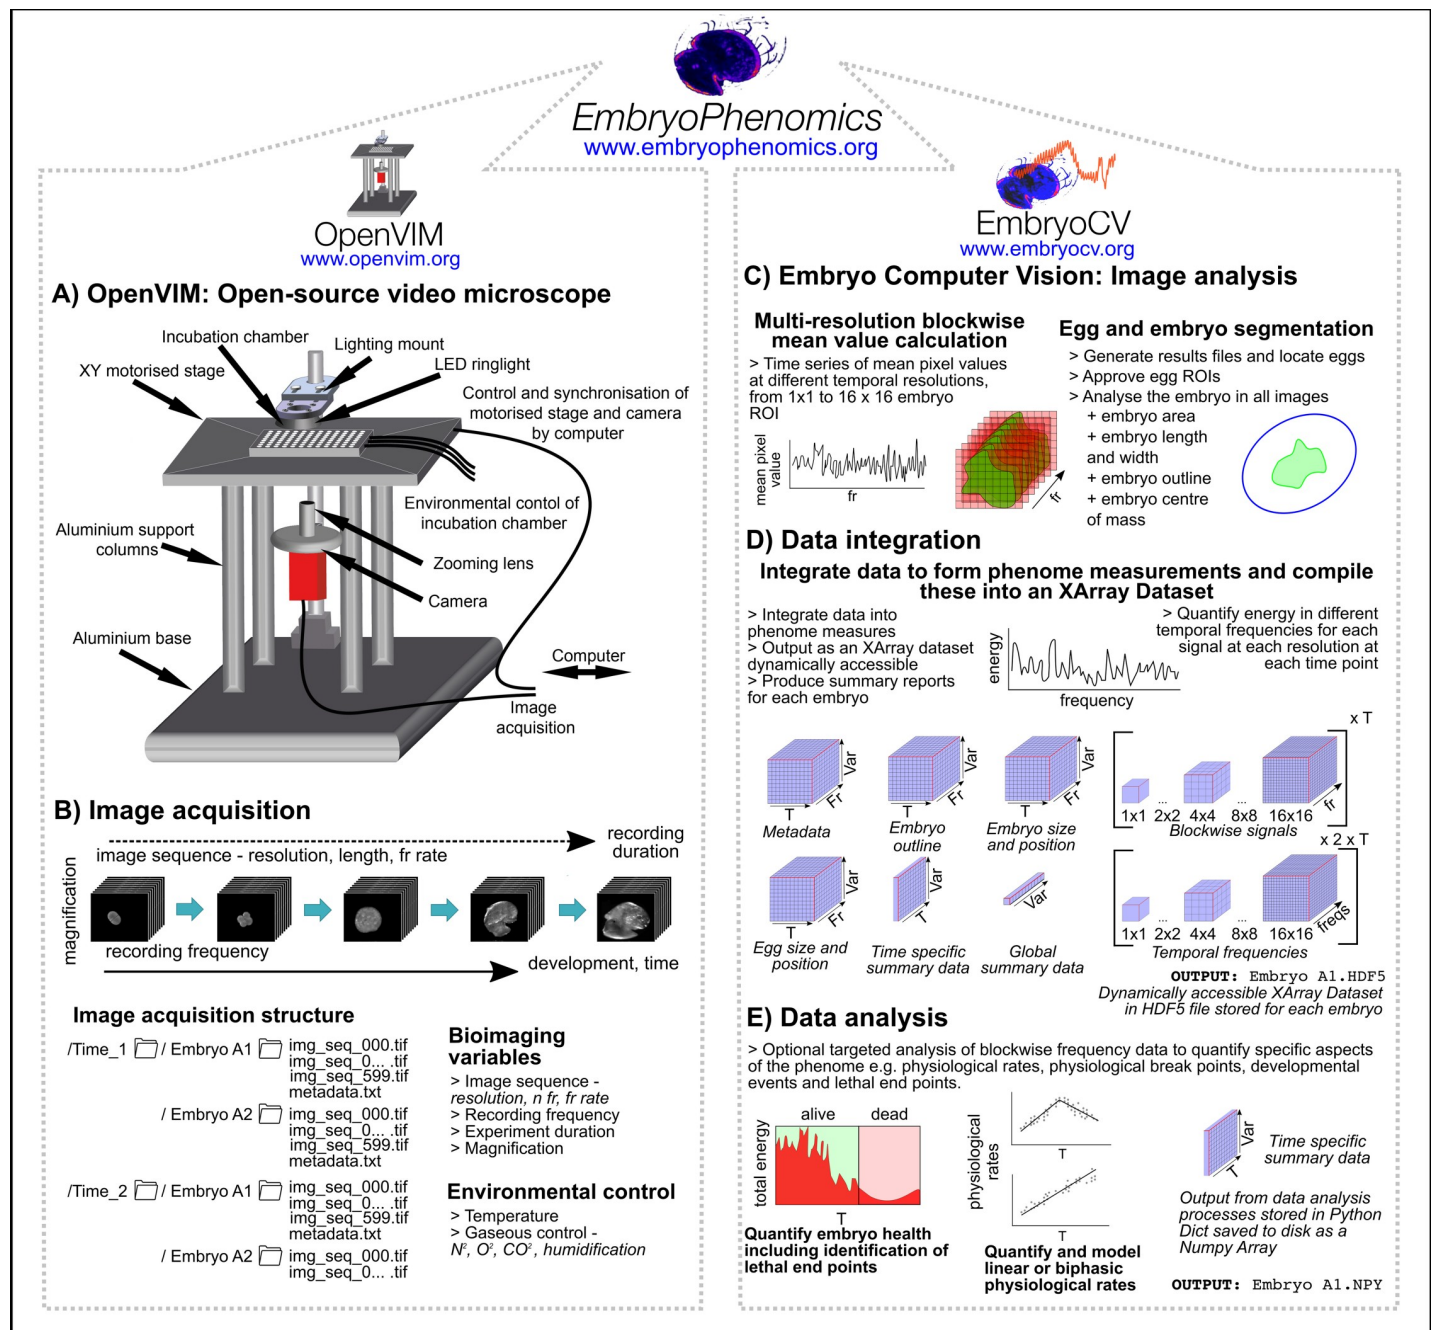 EmbryoPhenomics
www.embryophenomics.org
OpenVIM
www.openvim.org
A) OpenVIM: Open-source video microscope
Incubation chamber
Lighting mount
XY motorised stage
LED ringlight
Control and synchronisation of
motorised stage and camera
by computer
Environmental contol of
incubation chamber
Aluminium support
columns
Zooming lens
Camera
Aluminium base
Computer
Image
acquisition
B) Image acquisition
recording
duration
image sequence - resolution, length, fr rate
magnification
recording frequency
development, time
Image acquisition structure
/Time_1 / Embryo A1 img_seq_000.tif
img_seq_0... .tif
img_seq_599.tif
metadata.txt
/ Embryo A2 img_seq_000.tif
img_seq_0... .tif
img_seq_599.tif
metadata.txt
/Time_2 / Embryo A1 img_seq_000.tif
img_seq_0... .tif
img_seq_599.tif
metadata.txt
/ Embryo A2 img_seq_000.tif
img_seq_0... .tif
Bioimaging
variables
> Image sequence -
resolution, n fr, fr rate
> Recording frequency
> Experiment duration
> Magnification
Environmental control
> Temperature
> Gaseous control -
N², O², CO², humidification
EmbryoCV
www.embryocv.org
C) Embryo Computer Vision: Image analysis
Multi-resolution blockwise
mean value calculation
> Time series of mean pixel values
at different temporal resolutions,
from 1x1 to 16 x 16 embryo
ROI
mean pixel
value
fr
fr
Egg and embryo segmentation
> Generate results files and locate eggs
> Approve egg ROIs
> Analyse the embryo in all images
+ embryo area
+ embryo length
and width
+ embryo outline
+ embryo centre
of mass
D) Data integration
Integrate data to form phenome measurements and compile
these into an XArray Dataset
> Integrate data into
phenome measures
> Output as an XArray dataset
dynamically accessible
> Produce summary reports
for each embryo
energy
frequency
> Quantify energy in different
temporal frequencies for each
signal at each resolution at
each time point
T Fr Var
Metadata
T Fr Var
Embryo
outline
T Fr Var
Embryo size
and position
x T
1x1 2x2 4x4 8x8 16x16 fr
... ...
Blockwise signals
T Fr Var
Egg size and
position
T Var
Time specific
summary data
Var
Global
summary data
x 2 x T
1x1 2x2 4x4 8x8 16x16 freqs
... ...
Temporal frequencies
OUTPUT: Embryo A1.HDF5
Dynamically accessible XArray Dataset
in HDF5 file stored for each embryo
E) Data analysis
> Optional targeted analysis of blockwise frequency data to quantify specific aspects
of the phenome e.g. physiological rates, physiological break points, developmental
events and lethal end points.
alive dead
total energy
T
Quantify embryo health
including identification of
lethal end points
physiological
rates
T
T
Quantify and model
linear or biphasic
physiological rates
T Var
Time specific
summary data
Output from data analysis
processes stored in Python
Dict saved to disk as a
Numpy Array
OUTPUT: Embryo A1.NPY